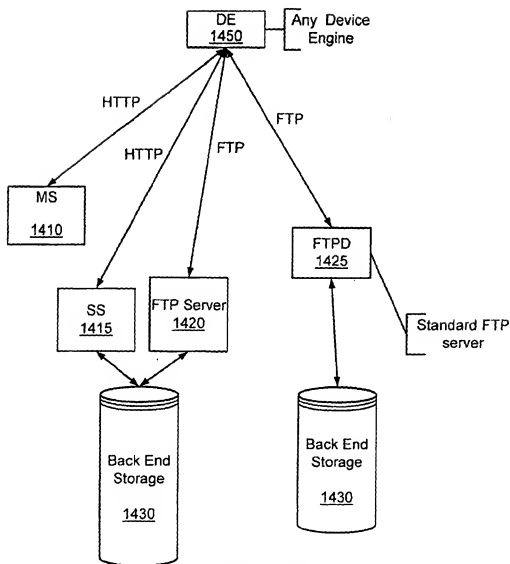 DE
1450
Any Device
Engine
HTTP
HTTP
FTP
FTP
MS
1410
FTPD
1425
SS
1415
FTP Server
1420
Standard FTP
server
Back End
Storage
1430
Back End
Storage
1430